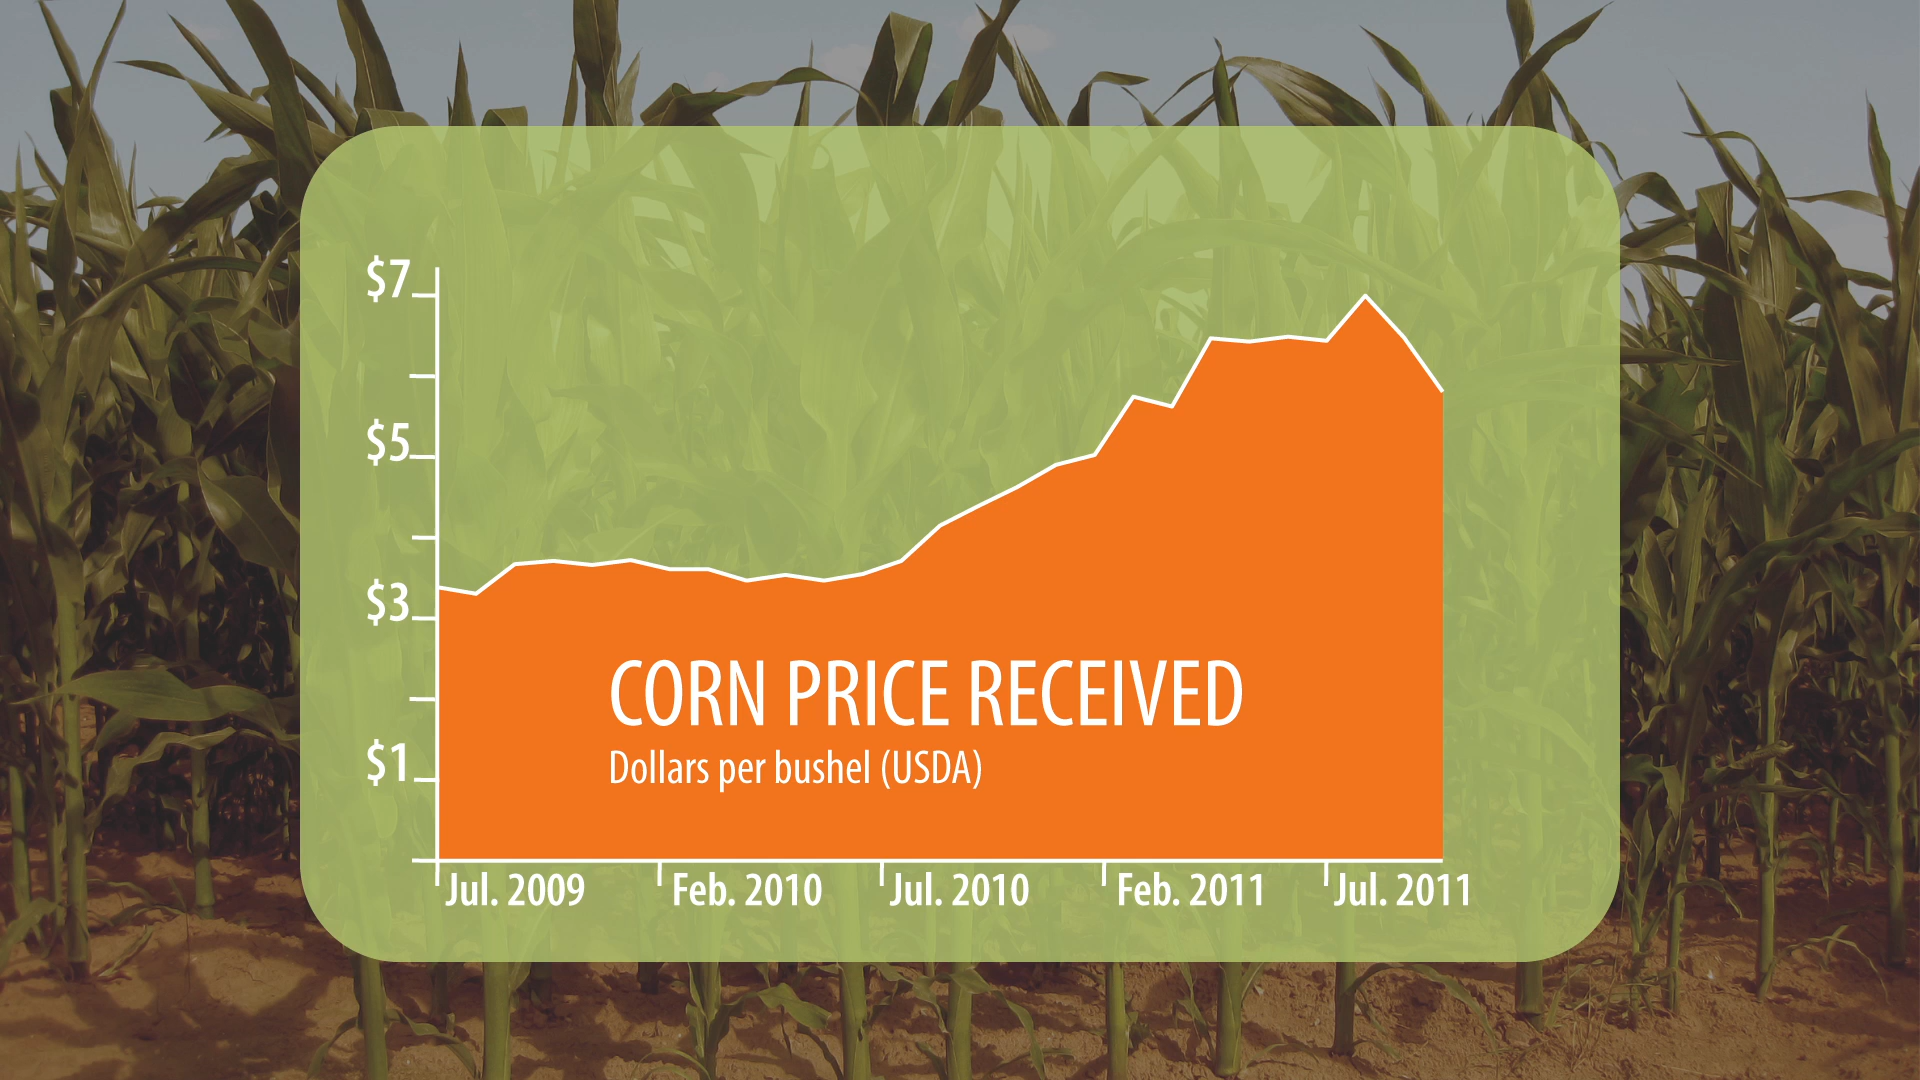 $7
$5
$3
$1
CORN PRICE RECEIVED
Dollars per bushel (USDA)
Jul. 2009 Feb. 2010 Jul. 2010 Feb. 2011 Jul. 2011